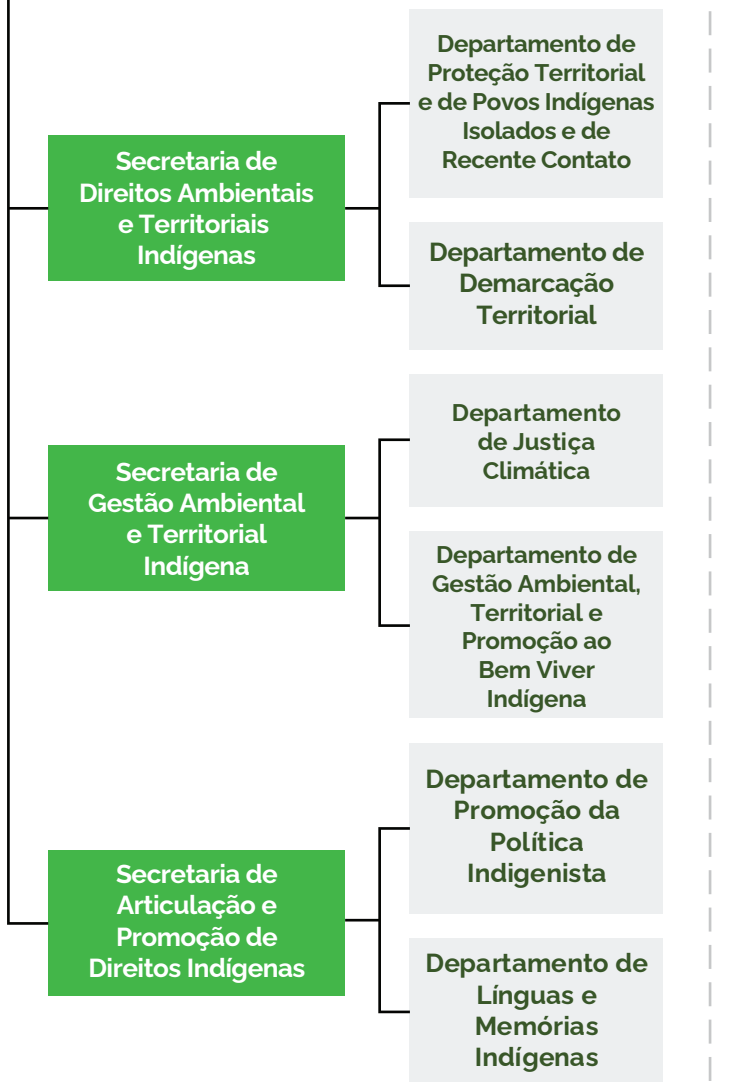 Secretaria de
Direitos Ambientais
e Territoriais
Indígenas
Departamento de
Proteção Territorial
e de Povos Indígenas
Isolados e de
Recente Contato
Departamento de
Demarcação
Territorial
Secretaria de
Gestão Ambiental
e Territorial
Indígena
Departamento
de Justiça
Climática
Departamento de
Gestão Ambiental,
Territorial e
Promoção ao
Bem Viver
Indígena
Secretaria de
Articulação e
Promoção de
Direitos Indígenas
Departamento de
Promoção da
Política
Indigenista
Departamento de
Línguas e
Memórias
Indígenas